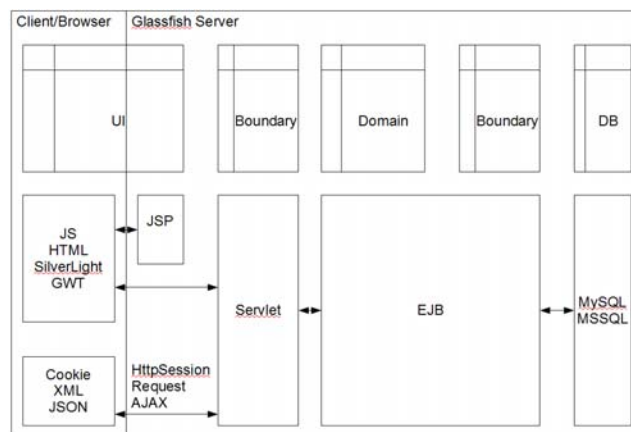 Client/Browser
Glassfish Server
UI
Boundary
Domain
Boundary
DB
JS
HTML
SilverLight
GWT
JSP
Servlet
EJB
MySQL
MSSQL
Cookie
XML
JSON
HttpSession
Request
AJAX